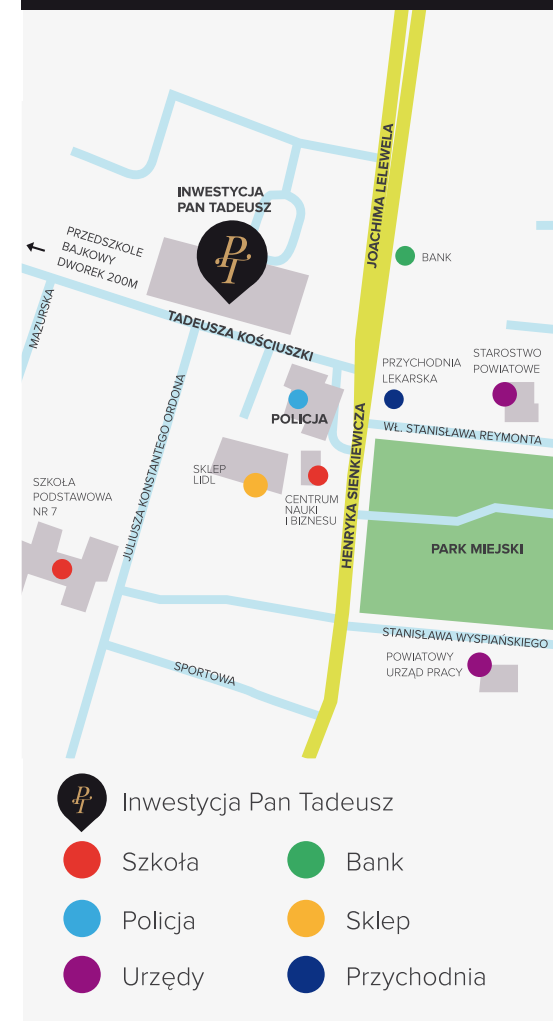 JOACHIMA LELEWELA
INWESTYCJA
PAN TADEUSZ
PT
PRZEDSZKOLE
BAJKOWY
DWOREK 200M
BANK
MAZURSKA
TADEUSZA KOŚCIUSZKI
PRZYCHODNIA
LEKARSKA
STAROSTWO
POWIATOWE
POLICJA
WŁ. STANISŁAWA REYMONTA
JULIUSZA KONSTANTEGO ORDONA
HENRYKA SIENKIEWICZA
SKLEP
LIDL
SZKOŁA
PODSTAWOWA
NR 7
CENTRUM
NAUKI
I BIZNESU
PARK MIEJSKI
STANISŁAWA WYSPIAŃSKIEGO
POWIATOWY
URZĄD PRACY
SPORTOWA
PT Inwestycja Pan Tadeusz
Szkoła Bank
Policja Sklep
Urzędy Przychodnia